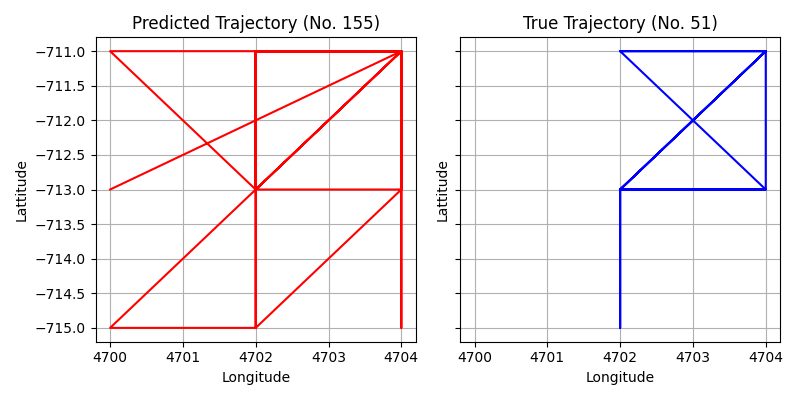 Predicted Trajectory (No. 155)
True Trajectory (No. 51)
Lattitude
−711.0
−711.5
−712.0
−712.5
−713.0
−713.5
−714.0
−714.5
−715.0
4700 4701 4702 4703 4704
Longitude
Lattitude
4700 4701 4702 4703 4704
Longitude